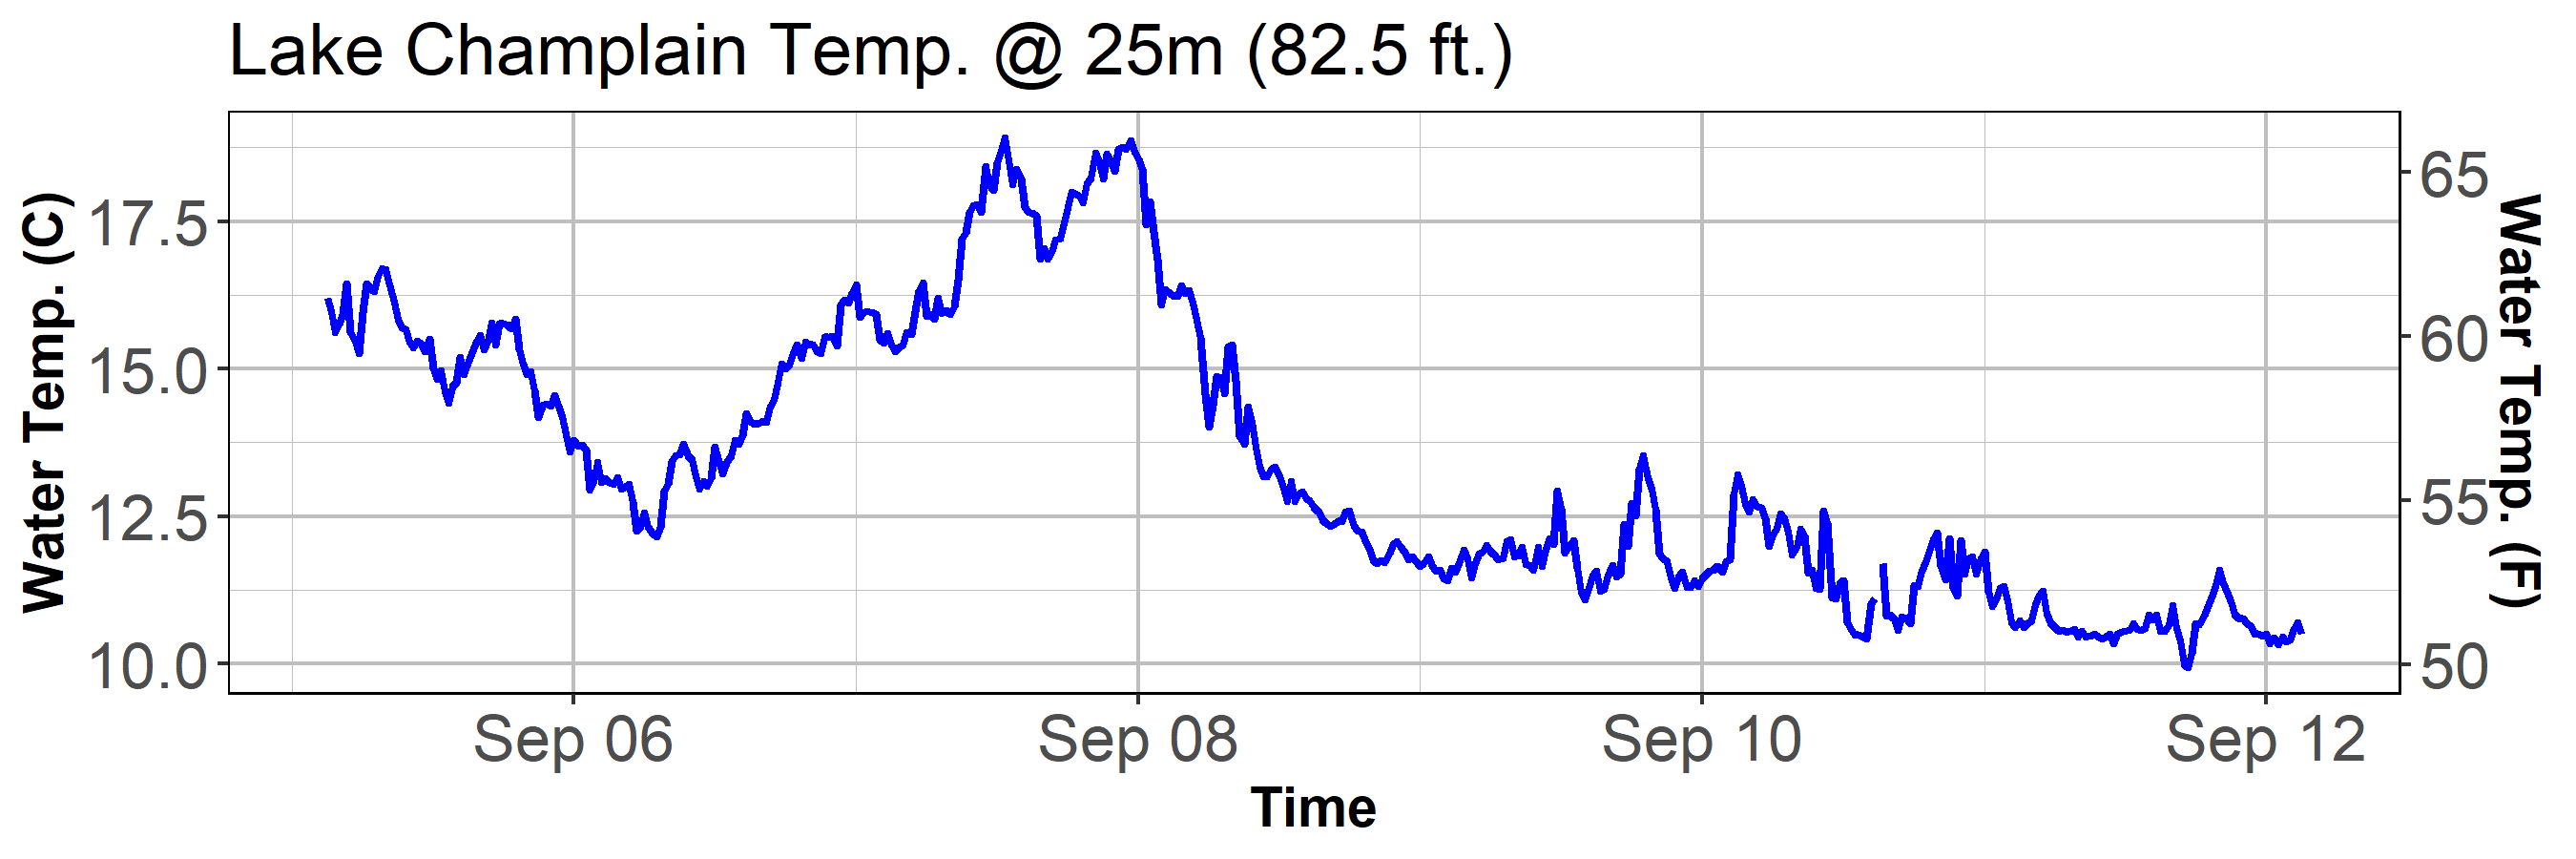 Lake Champlain Temp. @ 25m (82.5 ft.)
Water Temp. (C)
17.5
15.0
12.5
10.0
65
60
55
50
Water Temp. (F)
Sep 06
Sep 08
Sep 10
Sep 12
Time